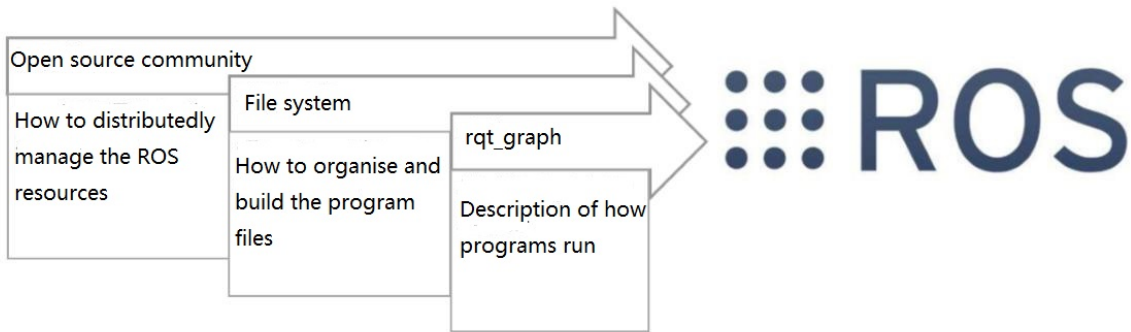 Open source community
How to distributedly
manage the ROS
resources
File system
How to organise and
build the program
files
rqt_graph
Description of how
programs run
ROS